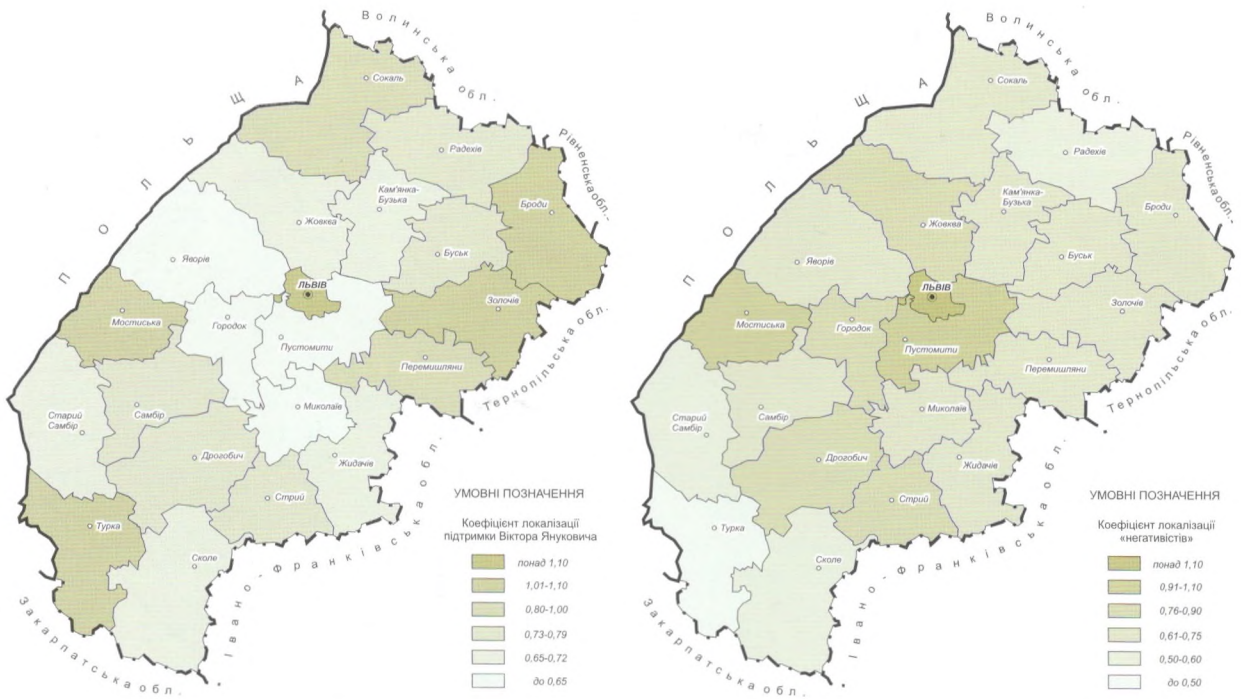 Волинська обл.
ПОЛЬЩА
Рівненська обл.
Сокаль
Радехів
Кам'янка-
Бузька
Броди
Жовква
Буськ
Яворів
ЛЬВІВ
Золочів
Мостиська
Городок
Пустомити
Перемишляни
Тернопільська обл.
Старий
Самбір
Самбір
Миколаїв
Дрогобич
Жидачів
Стрий
Турка
Сколе
Івано-Франківська обл.
Закарпатська обл.
УМОВНІ ПОЗНАЧЕННЯ
Коефіцієнт локалізації
підтримки Віктора Януковича
понад 1,10
1,01-1,10
0,80-1,00
0,73-0,79
0,65-0,72
до 0,65
Волинська обл.
ПОЛЬЩА
Рівненська обл.
Сокаль
Радехів
Кам'янка-
Бузька
Броди
Жовква
Буськ
Яворів
ЛЬВІВ
Золочів
Мостиська
Городок
Пустомити
Перемишляни
Тернопільська обл.
Старий
Самбір
Самбір
Миколаїв
Дрогобич
Жидачів
Стрий
Турка
Сколе
Івано-Франківська обл.
Закарпатська обл.
УМОВНІ ПОЗНАЧЕННЯ
Коефіцієнт локалізації
«негативістів»
понад 1,10
0,91-1,10
0,76-0,90
0,61-0,75
0,50-0,60
до 0,50